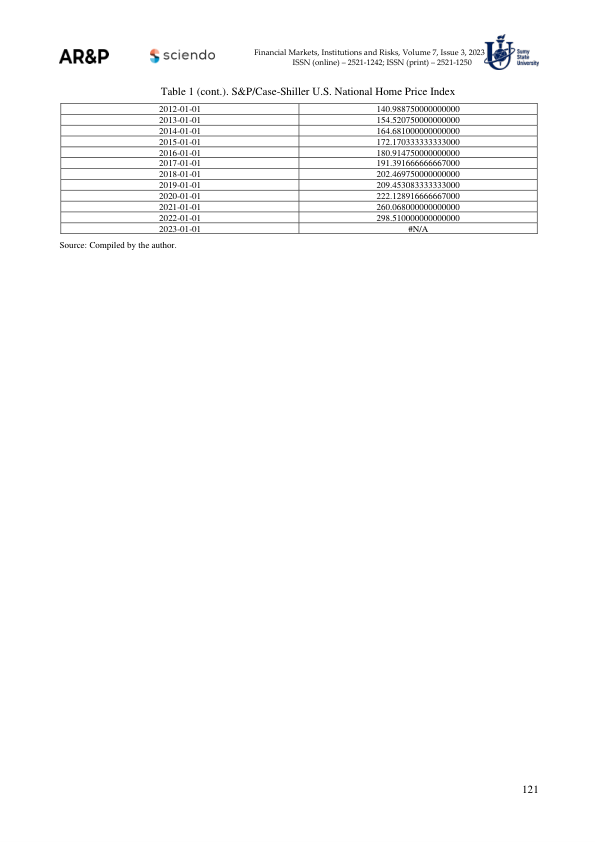 AR&P
sciendo
Financial Markets, Institutions and Risks, Volume 7, Issue 3, 2023
ISSN (online) – 2521-1242; ISSN (print) – 2521-1250
Sumy
State
University
Table 1 (cont.). S&P/Case-Shiller U.S. National Home Price Index
2012-01-01 140.988750000000000
2013-01-01 154.520750000000000
2014-01-01 164.681000000000000
2015-01-01 172.170333333333000
2016-01-01 180.914750000000000
2017-01-01 191.391666666667000
2018-01-01 202.469750000000000
2019-01-01 209.453083333333000
2020-01-01 222.128916666667000
2021-01-01 260.068000000000000
2022-01-01 298.510000000000000
2023-01-01 #N/A
Source: Compiled by the author.
121